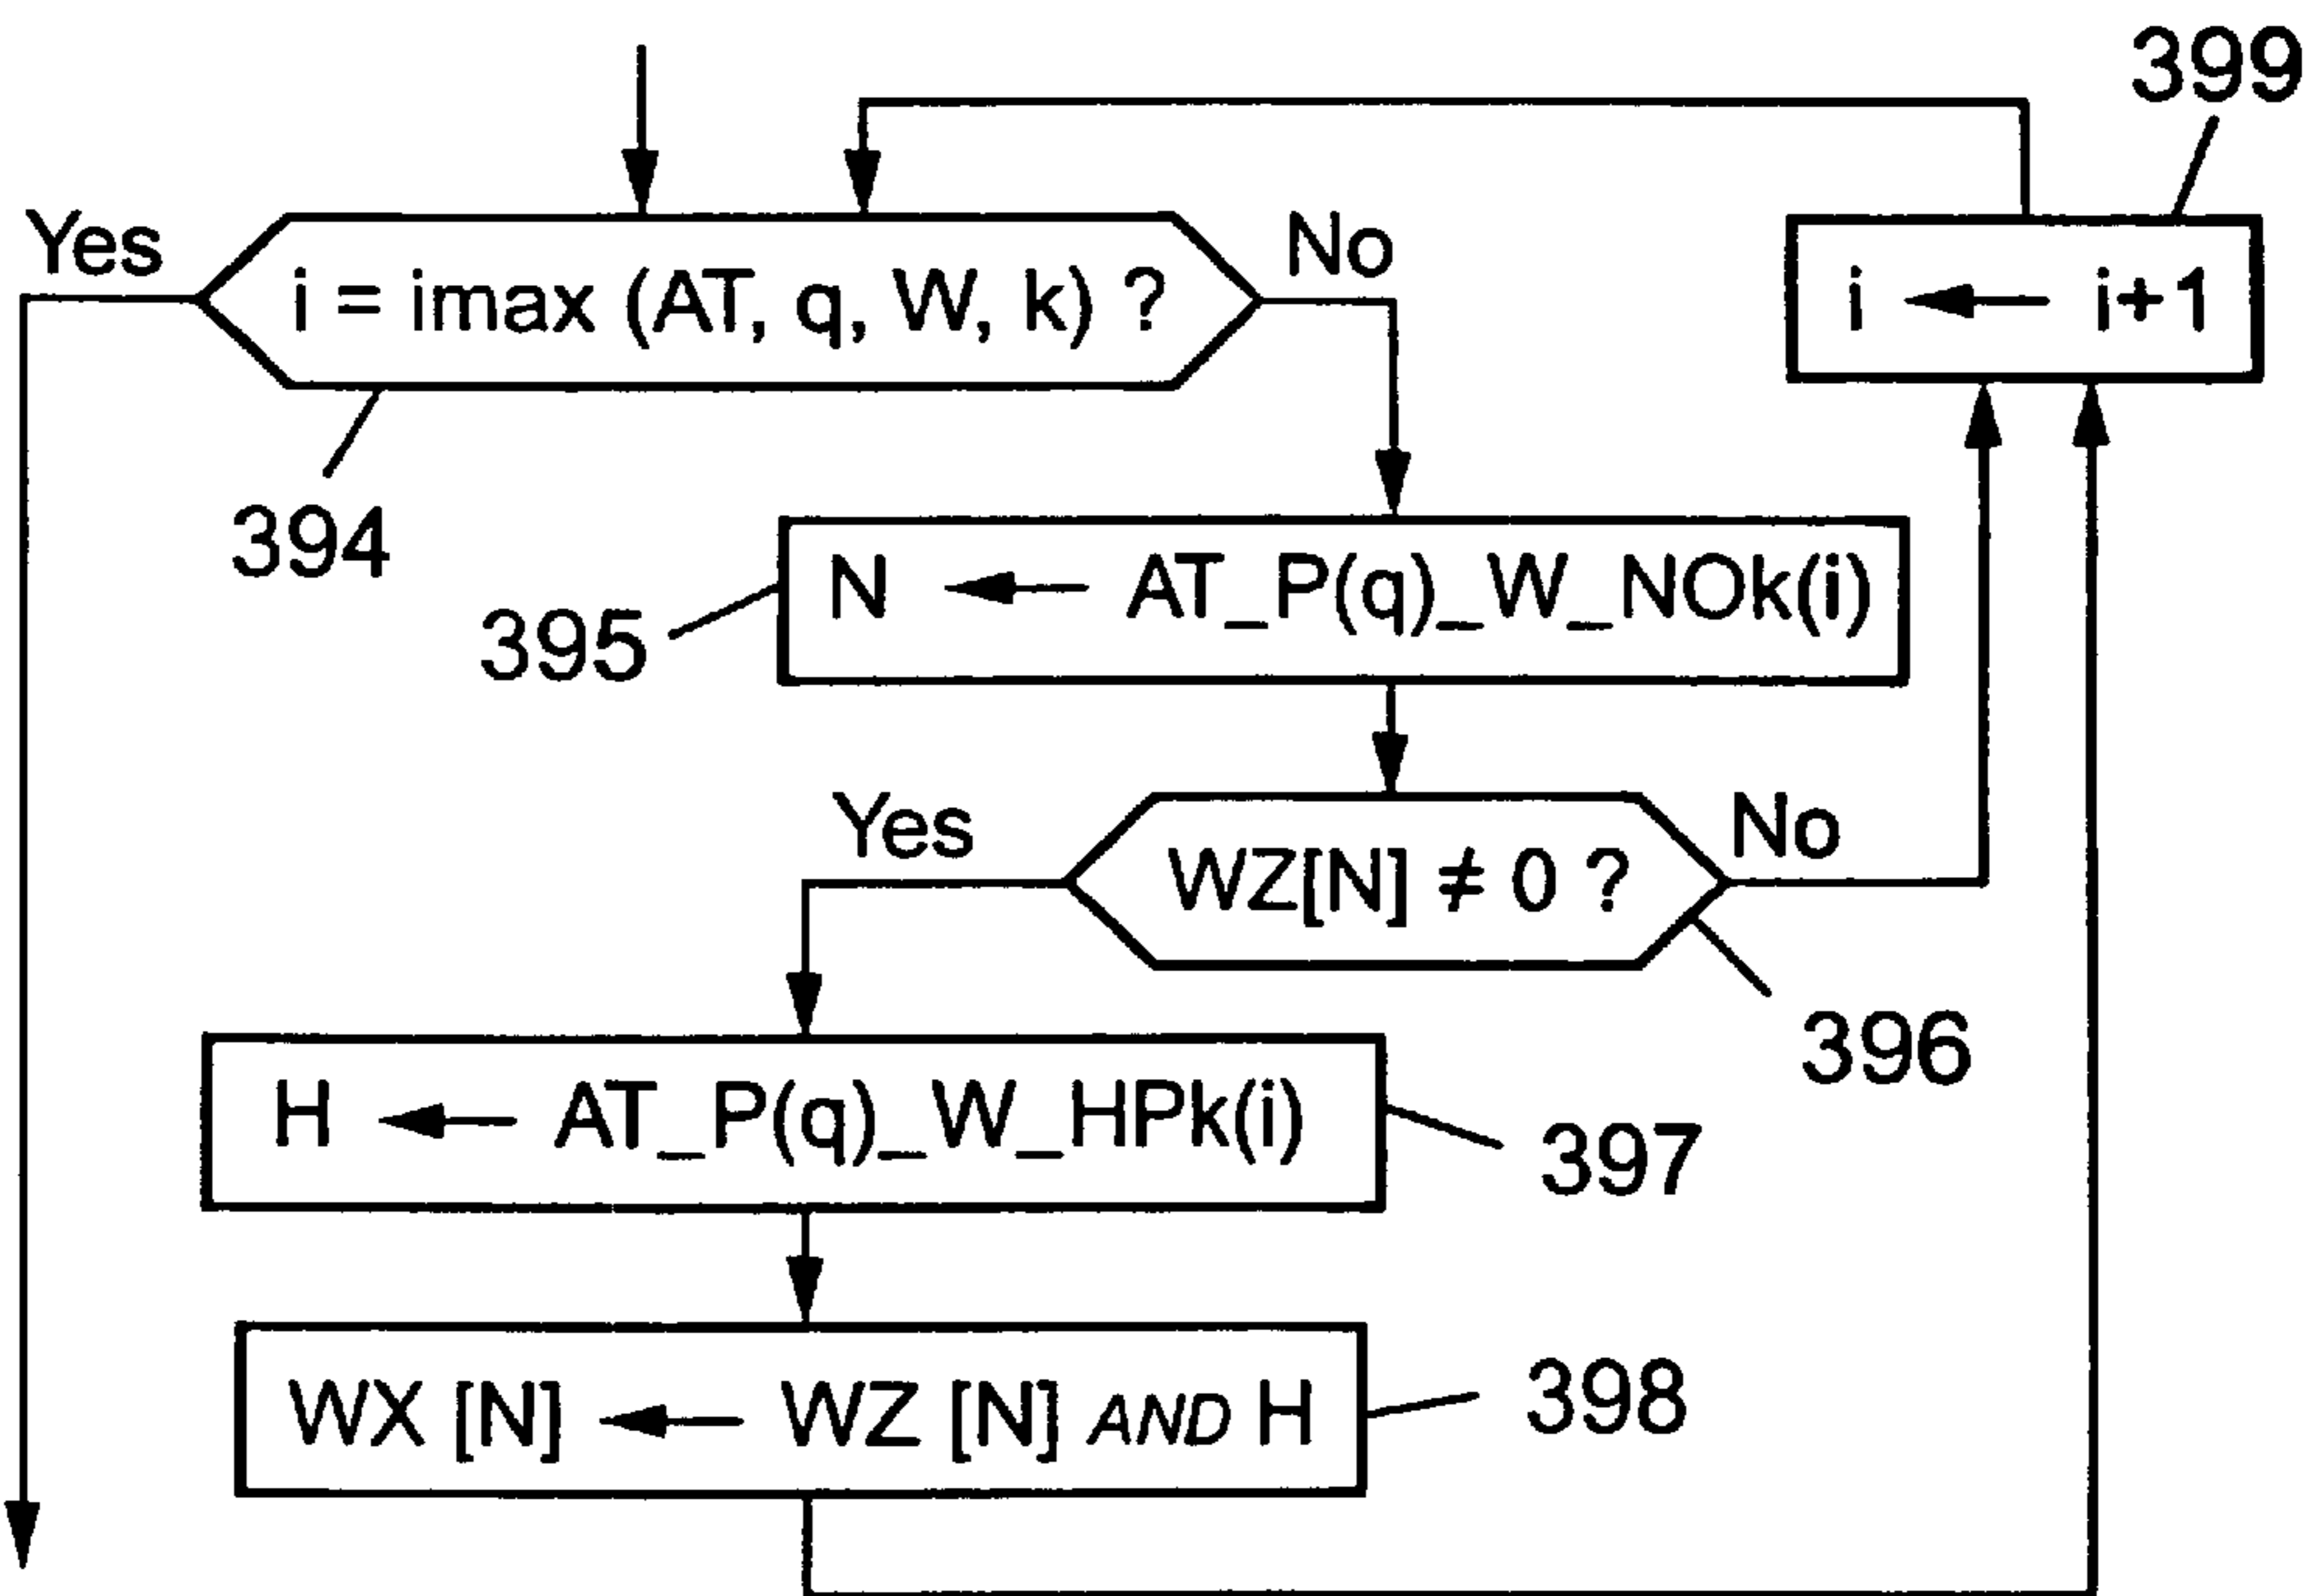 399
Yes
No
i = imax (AT, q, W, k) ?
i ← i+1
394
N ← AT_P(q)_W_NOk(i)
395
Yes
No
WZ[N] ≠ 0 ?
396
H ← AT_P(q)_W_HPk(i)
397
WX [N] ← WZ [N] AND H
398